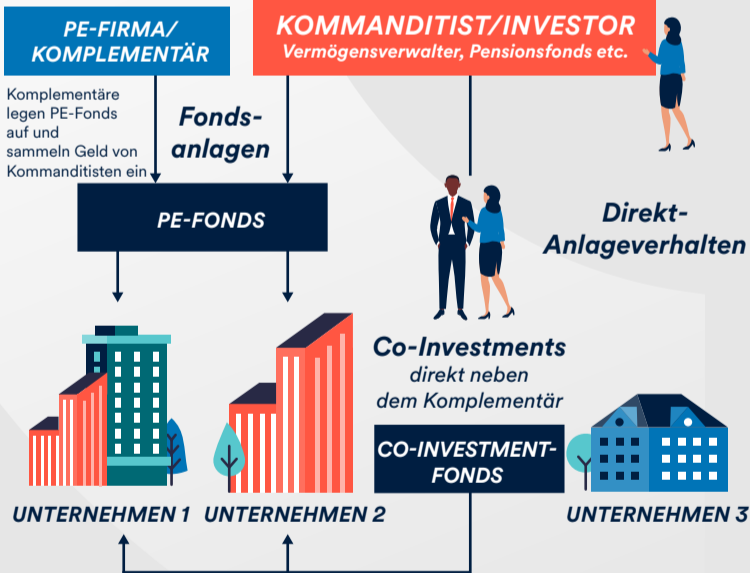 PE-FIRMA/
KOMPLEMENTÄR
KOMMANDITIST/INVESTOR
Vermögensverwalter, Pensionsfonds etc.
Komplementäre
legen PE-Fonds
auf und
sammeln Geld von
Kommanditisten ein
Fonds-
anlagen
PE-FONDS
Direkt-
Anlageverhalten
Co-Investments
direkt neben
dem Komplementär
CO-INVESTMENT-
FONDS
UNTERNEHMEN 1
UNTERNEHMEN 2
UNTERNEHMEN 3